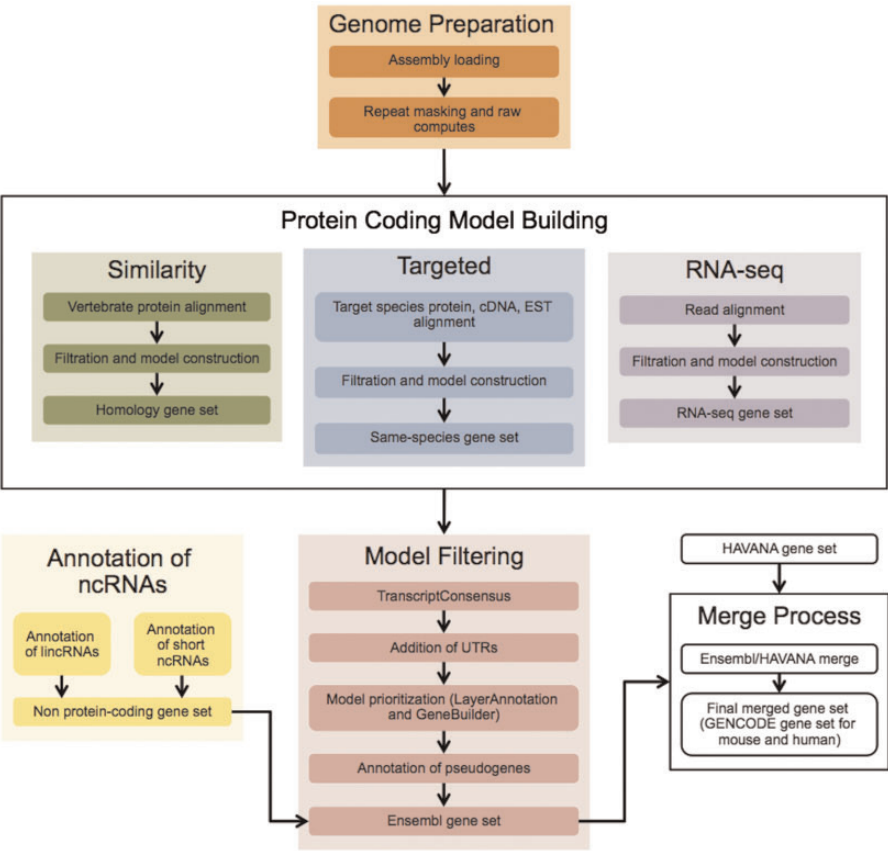 Genome Preparation
Assembly loading
Repeat masking and raw
computes
Protein Coding Model Building
Similarity
Vertebrate protein alignment
Filtration and model construction
Homology gene set
Targeted
Target species protein, cDNA, EST
alignment
Filtration and model construction
Same-species gene set
RNA-seq
Read alignment
Filtration and model construction
RNA-seq gene set
Annotation of
ncRNAs
Annotation
of lincRNAs
Annotation
of short
ncRNAs
Non protein-coding gene set
Model Filtering
TranscriptConsensus
Addition of UTRs
Model prioritization (LayerAnnotation
and GeneBuilder)
Annotation of pseudogenes
Ensembl gene set
HAVANA gene set
Merge Process
Ensembl/HAVANA merge
Final merged gene set
(GENCODE gene set for
mouse and human)